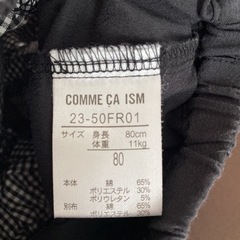 COMME ÇA ISM
23-50FR01
サイズ 身長 80cm
体重 11kg
80
本体 綿 65%
ポリエステル 30%
ポリウレタン 5%
別布 綿 65%
ポリエステル 30%